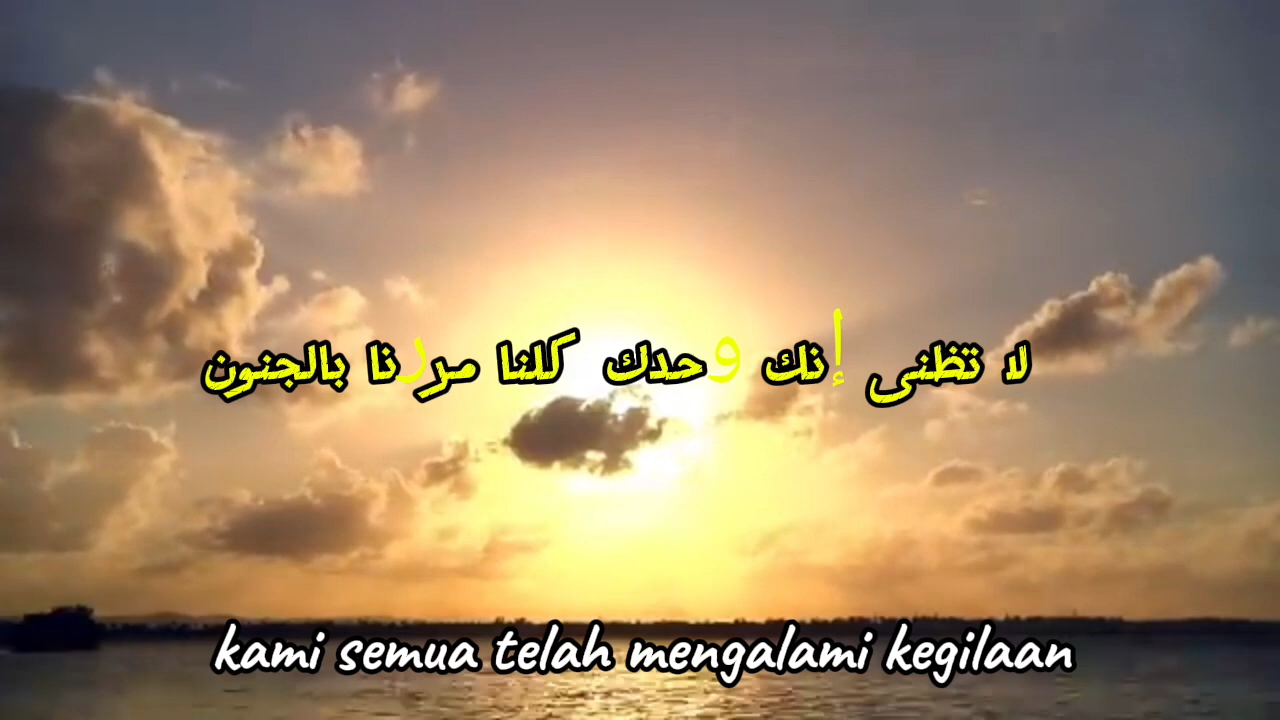 لا تظنى إنك وحدك كلنا مررنا بالجنون
kami semua telah mengalami kegilaan